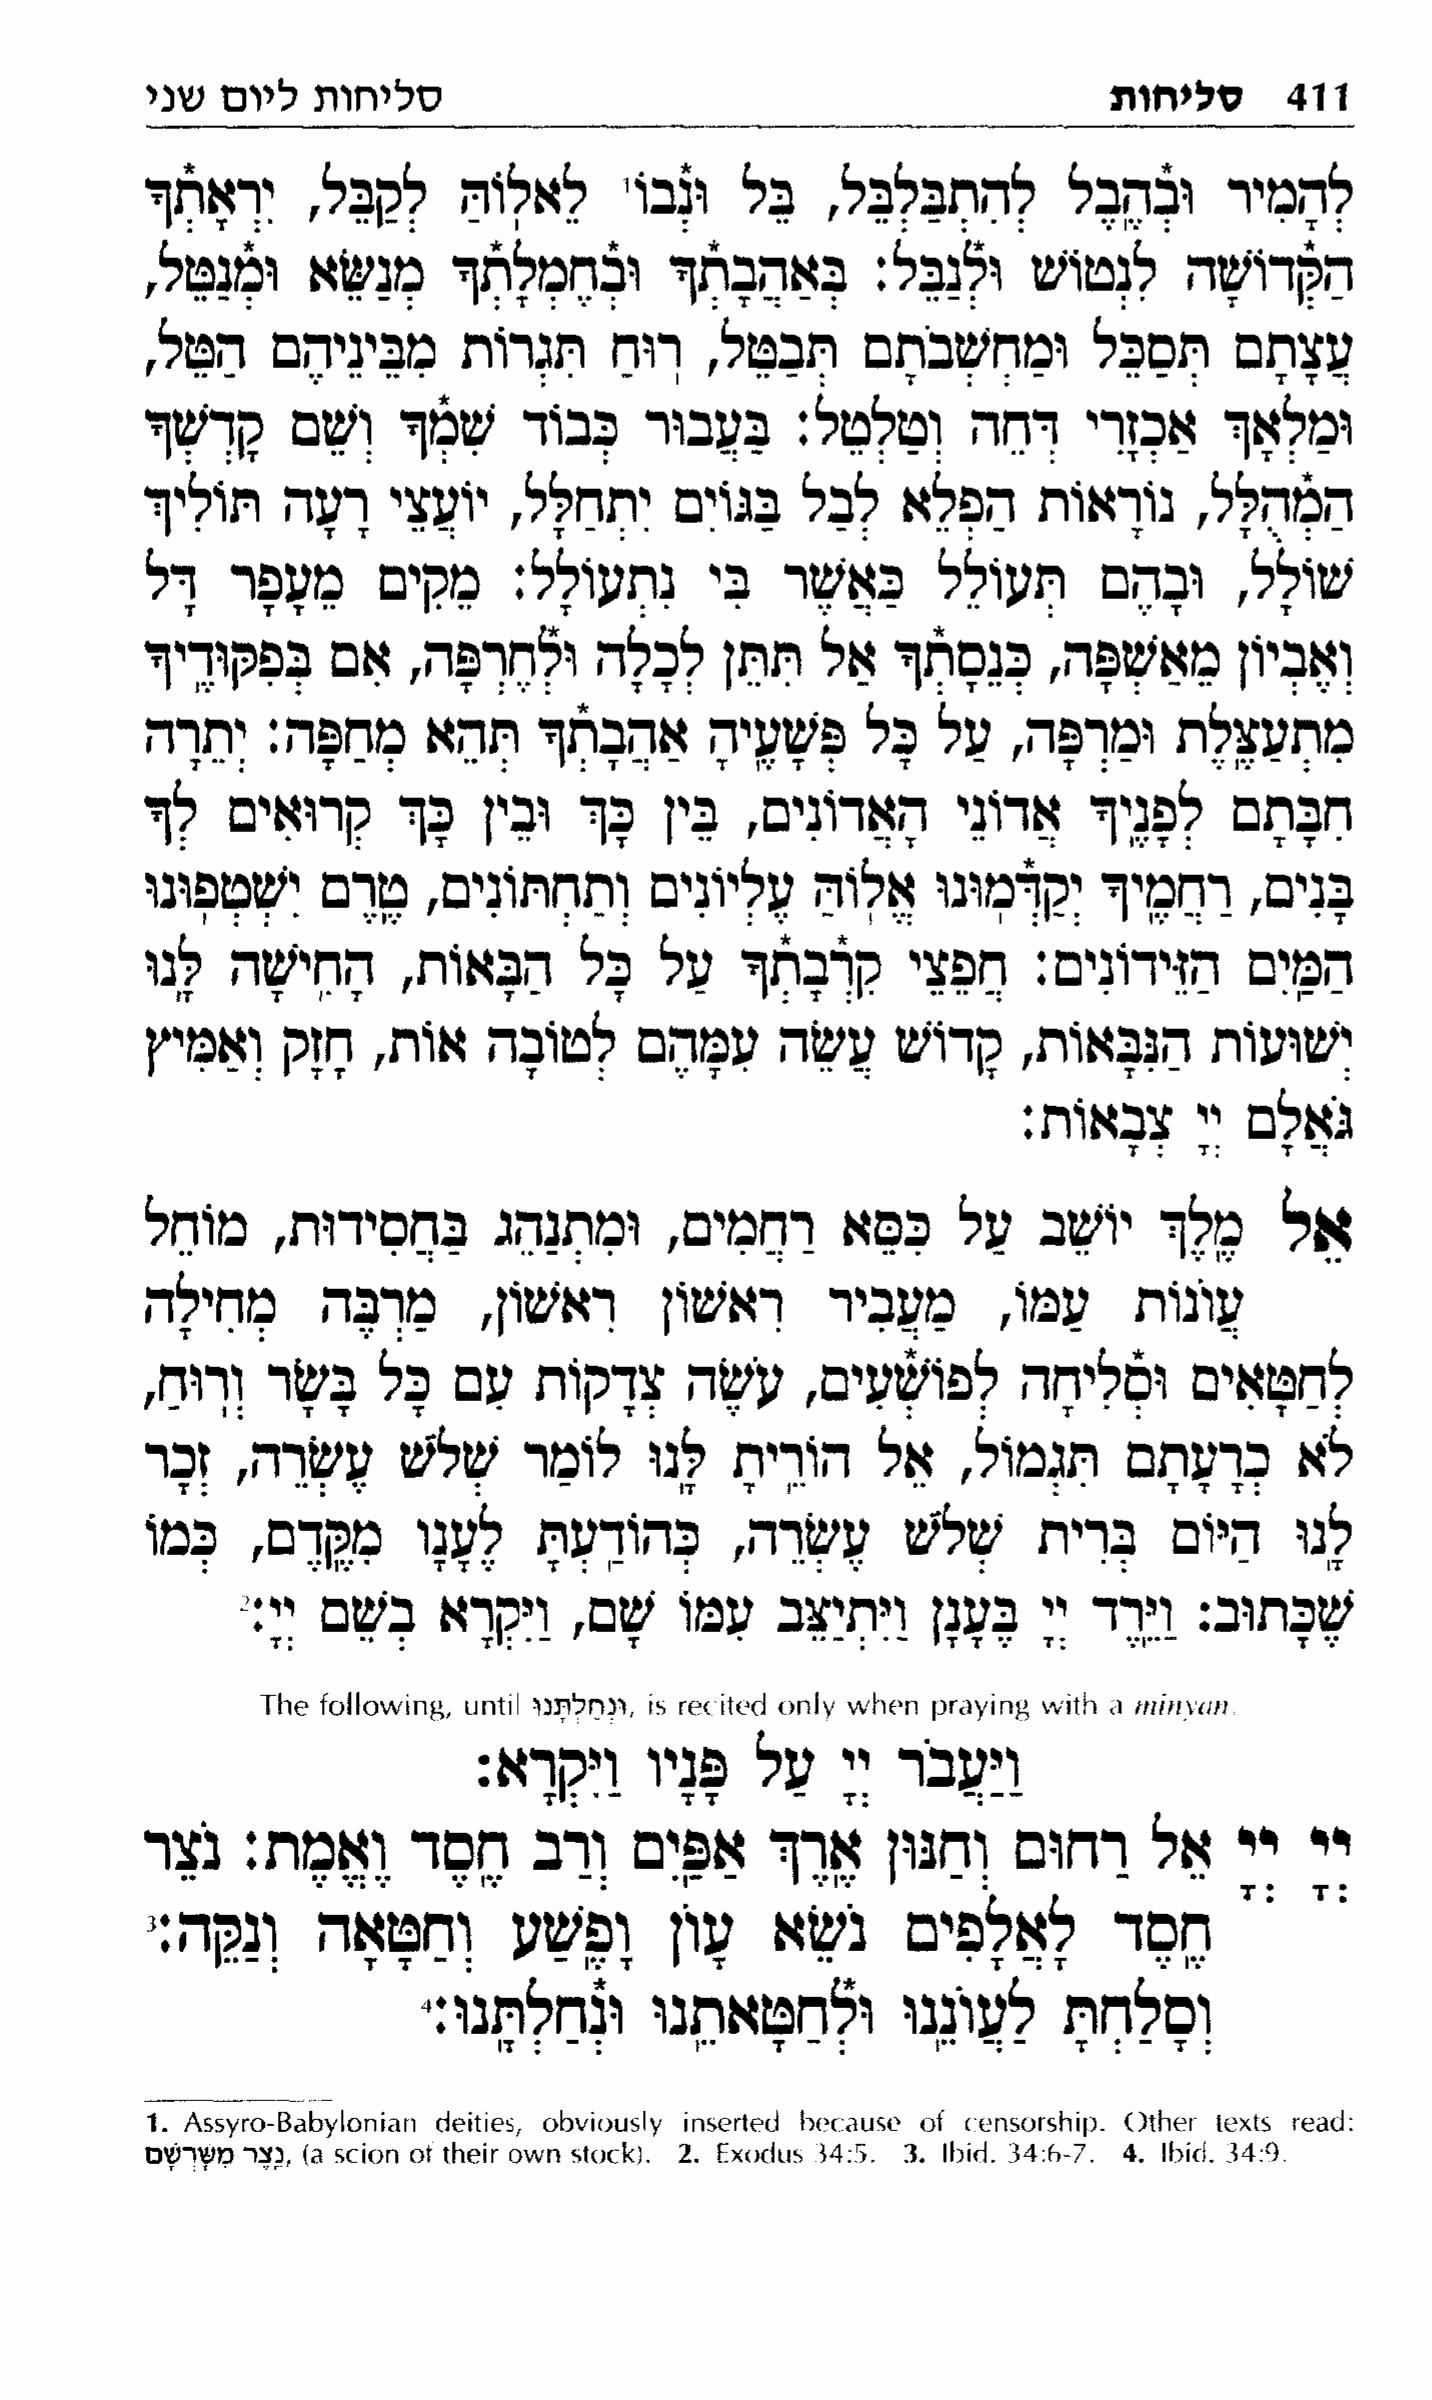 411 סליחות סליחות ליום שני
לְהָמִיר וּבְֿהֶבֶל לְהִתְבַּלְבֵּל, בֵּל וּנְֿבוֹ¹ לֵאלוֹהַּ לְקַבֵּל, יִרְאָתְֿךָ
הַקְּֿדוֹשָׁה לִנְטוֹשׁ וּלְֿנַבֵּל: בְּאַהֲבָתְֿךָ וּבְֿחֶמְלָתְֿךָ מְנַשֵּׂא וּמְֿנַטֵּל,
עֲצָתָם תְּסַכֵּל וּמַחְשְׁבֹתָם תְּבַטֵּל, רוּחַ תִּגְרוֹת מִבֵּינֵיהֶם הַטֵּל,
וּמַלְאָךְ אַכְזָרִי דְּחֵה וְטַלְטֵל: בַּעֲבוּר כְּבוֹד שִׁמְֿךָ וְשֵׁם קָדְשְׁךָ
הַמְֿהֻלָּל, נוֹרָאוֹת הַפְלֵא לְבַל בַּגּוֹיִם יִתְחַלָּל, יוֹעֲצֵי רָעָה תּוֹלִיךְ
שׁוֹלָל, וּבָהֶם תְּעוֹלֵל כַּאֲשֶׁר בִּי נִתְעוֹלָל: מֵקִים מֵעָפָר דָּל
וְאֶבְיוֹן מֵאַשְׁפָּה, כְּנֵסָתְֿךָ אַל תִּתֵּן לְכָלָה וּלְֿחֶרְפָּה, אִם בְּפִקּוּדֶיךָ
מִתְעַצֶּלֶת וּמַרְפָּה, עַל כָּל פְּשָׁעֶיהָ אַהֲבָתְֿךָ תְּהֵא מְחַפָּה: יְתֵרָה
חִבָּתָם לְפָנֶיךָ אֲדוֹנֵי הָאֲדוֹנִים, בֵּין כָּךְ וּבֵין כָּךְ קְרוּאִים לְךָ
בָּנִים, רַחֲמֶיךָ יְקַדְּֿמוּנוּ אֱלוֹהַּ עֶלְיוֹנִים וְתַחְתּוֹנִים, טֶרֶם יִשְׁטְפוּנוּ
הַמַּיִם הַזֵּידוֹנִים: חֲפֵצֵי קִרְֿבָתְֿךָ עַל כָּל הַבָּאוֹת, הָחִישָׁה לָּנוּ
יְשׁוּעוֹת הַנִּבָּאוֹת, קָדוֹשׁ עֲשֵׂה עִמָּהֶם לְטוֹבָה אוֹת, חָזָק וְאַמִּיץ
גֹּאֲלָם יְיָ צְבָאוֹת:
אֵל מֶלֶךְ יוֹשֵׁב עַל כִּסֵּא רַחֲמִים, וּמִתְנַהֵג בַּחֲסִידוּת, מוֹחֵל
עֲוֹנוֹת עַמּוֹ, מַעֲבִיר רִאשׁוֹן רִאשׁוֹן, מַרְבֶּה מְחִילָה
לְחַטָּאִים וּסְֿלִיחָה לְפוֹשְֿׁעִים, עֹשֶׂה צְדָקוֹת עִם כָּל בָּשָׂר וְרוּחַ,
לֹא כְרָעָתָם תִּגְמוֹל, אֵל הוֹרֵיתָ לָּנוּ לוֹמַר שְׁלֹשׁ עֶשְׂרֵה, זְכָר
לָנוּ הַיּוֹם בְּרִית שְׁלֹשׁ עֶשְׂרֵה, כְּהוֹדַעְתָּ לֶעָנָו מִקֶּדֶם, כְּמוֹ
שֶׁכָּתוּב: וַיֵּרֶד יְיָ בֶּעָנָן וַיִּתְיַצֵּב עִמּוֹ שָׁם, וַיִּקְרָא בְשֵׁם יְיָ:²
The following, until וּנְחַלְתָּנוּ, is recited only when praying with a minyan.
וַיַּעֲבֹר יְיָ עַל פָּנָיו וַיִּקְרָא:
יְיָ יְיָ אֵל רַחוּם וְחַנּוּן אֶרֶךְ אַפַּיִם וְרַב חֶסֶד וֶאֱמֶת: נֹצֵר
חֶסֶד לָאֲלָפִים נֹשֵׂא עָוֹן וָפֶשַׁע וְחַטָּאָה וְנַקֵּה:³
וְסָלַחְתָּ לַעֲוֹנֵנוּ וּלְֿחַטָּאתֵנוּ וּנְֿחַלְתָּנוּ:⁴
1. Assyro-Babylonian deities, obviously inserted because of censorship. Other texts read:
נֵצֶר מִשָּׁרְשָׁם, (a scion of their own stock). 2. Exodus 34:5. 3. Ibid. 34:6-7. 4. Ibid. 34:9.